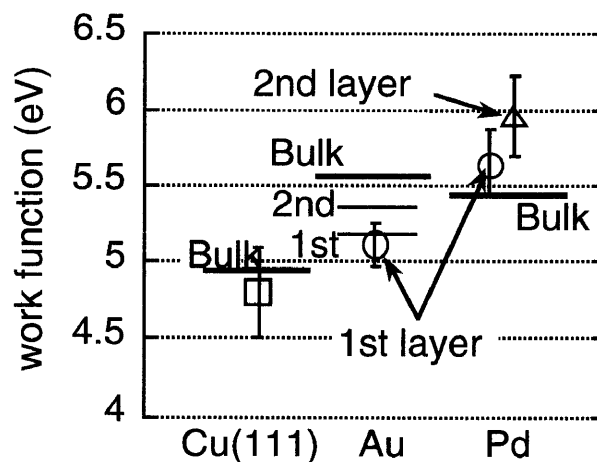 work function (eV)
6.5
6
5.5
5
4.5
4
2nd layer
Bulk
2nd
1st
Bulk
Bulk
1st layer
Cu(111) Au Pd